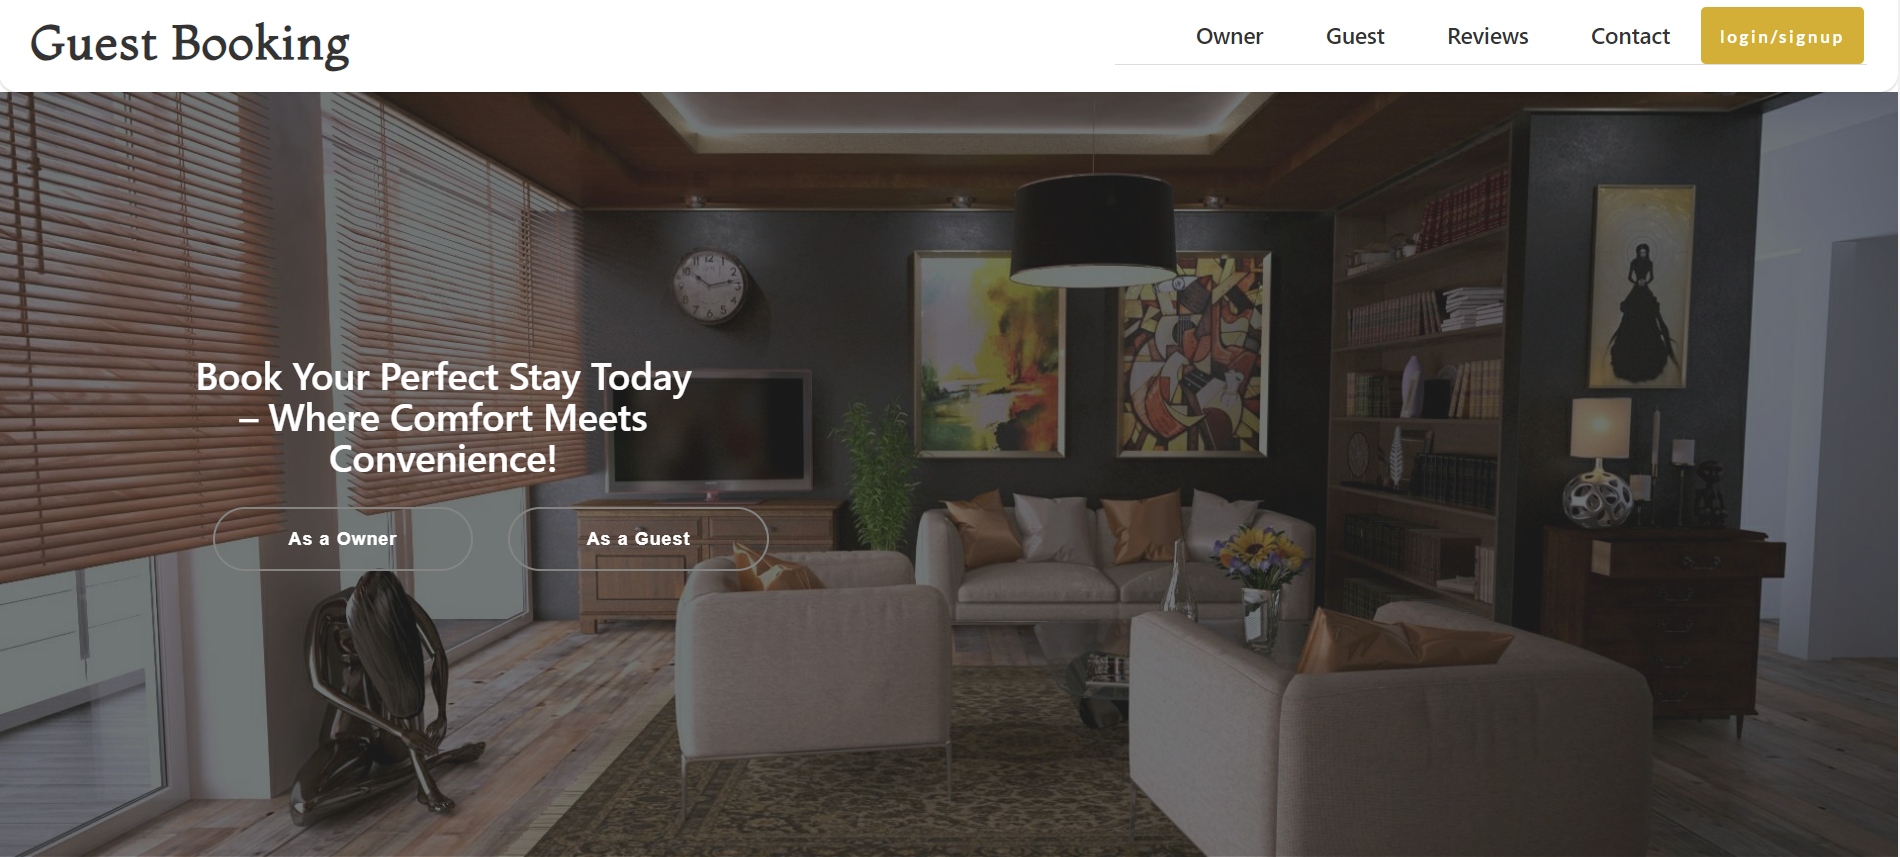 Guest Booking
Owner
Guest
Reviews
Contact
login/signup
Book Your Perfect Stay Today
– Where Comfort Meets
Convenience!
As a Owner
As a Guest